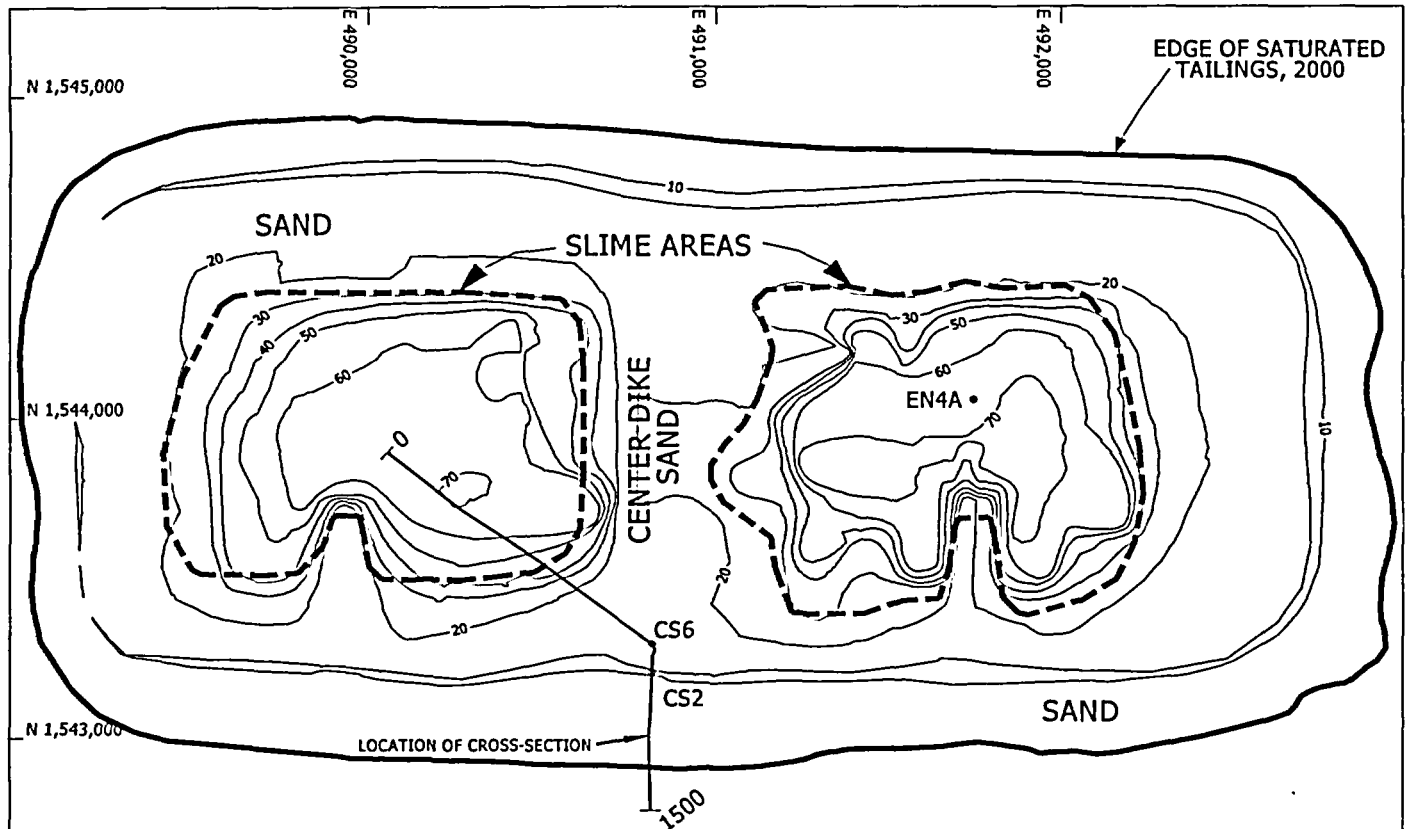 E 490,000
E 491,000
E 492,000
EDGE OF SATURATED
TAILINGS, 2000
N 1,545,000
10
SAND
SLIME AREAS
20
20
30
30
40
50
50
60
60
CENTER-DIKE
SAND
EN4A
N 1,544,000
70
10
0
70
20
20
CS6
CS2
SAND
N 1,543,000
LOCATION OF CROSS-SECTION
1500